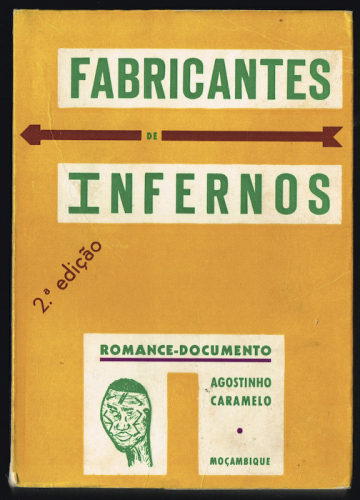 FABRICANTES
DE
INFERNOS
2.ª edição
ROMANCE-DOCUMENTO
AGOSTINHO
CARAMELO
MOÇAMBIQUE